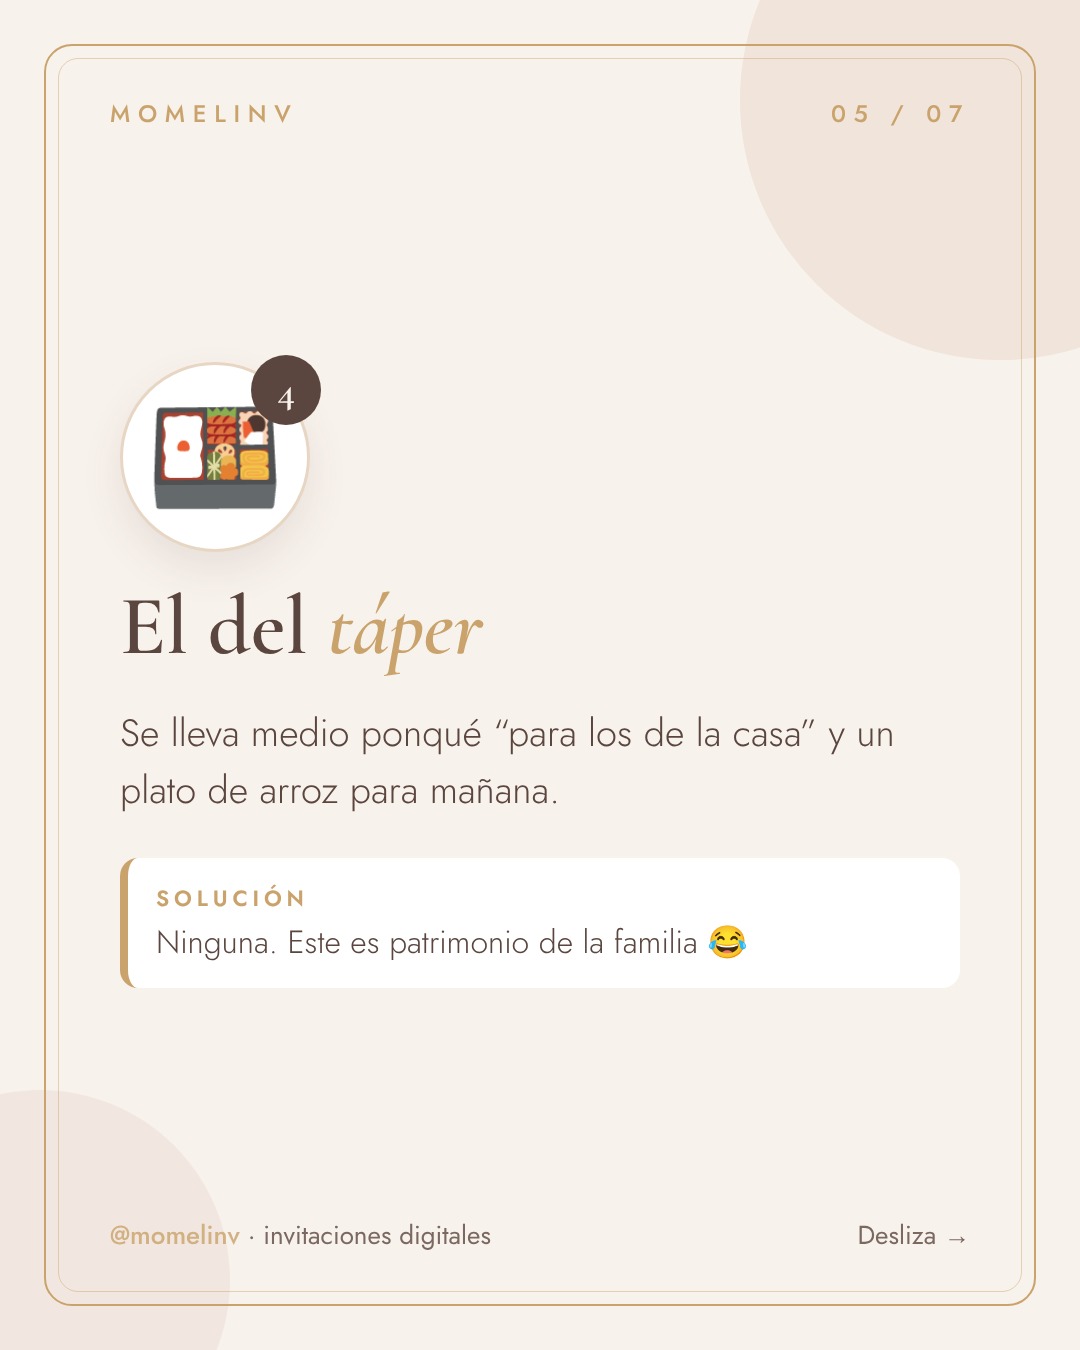 MOMELINV
05 / 07
4
El del táper
Se lleva medio ponqué “para los de la casa” y un
plato de arroz para mañana.
SOLUCIÓN
Ninguna. Este es patrimonio de la familia 😂
@momelinv · invitaciones digitales
Desliza →